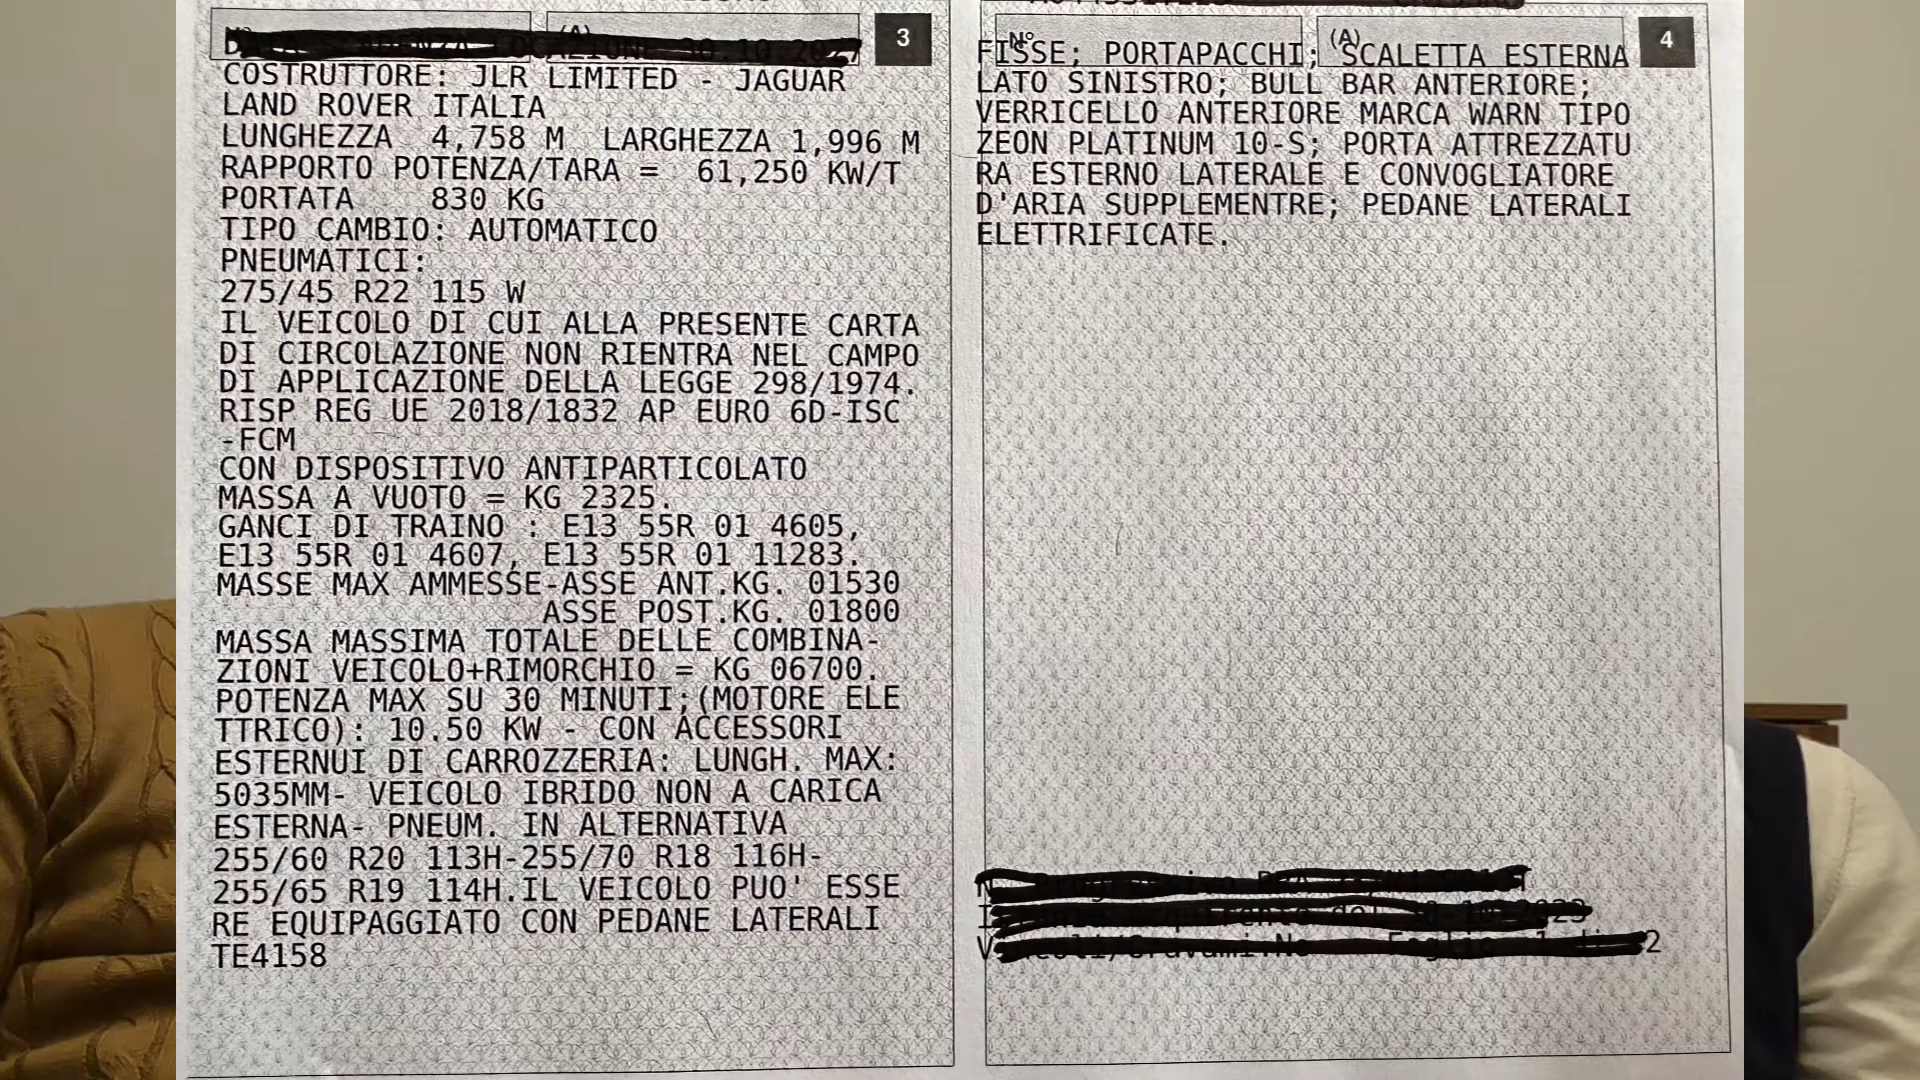 N° (A) 3
COSTRUTTORE: JLR LIMITED - JAGUAR
LAND ROVER ITALIA
LUNGHEZZA 4,758 M LARGHEZZA 1,996 M
RAPPORTO POTENZA/TARA = 61,250 KW/T
PORTATA 830 KG
TIPO CAMBIO: AUTOMATICO
PNEUMATICI:
275/45 R22 115 W
IL VEICOLO DI CUI ALLA PRESENTE CARTA
DI CIRCOLAZIONE NON RIENTRA NEL CAMPO
DI APPLICAZIONE DELLA LEGGE 298/1974.
RISP REG UE 2018/1832 AP EURO 6D-ISC
-FCM
CON DISPOSITIVO ANTIPARTICOLATO
MASSA A VUOTO = KG 2325.
GANCI DI TRAINO : E13 55R 01 4605,
E13 55R 01 4607, E13 55R 01 11283.
MASSE MAX AMMESSE-ASSE ANT.KG. 01530
ASSE POST.KG. 01800
MASSA MASSIMA TOTALE DELLE COMBINA-
ZIONI VEICOLO+RIMORCHIO = KG 06700.
POTENZA MAX SU 30 MINUTI;(MOTORE ELE
TTRICO): 10.50 KW - CON ACCESSORI
ESTERNUI DI CARROZZERIA: LUNGH. MAX:
5035MM- VEICOLO IBRIDO NON A CARICA
ESTERNA- PNEUM. IN ALTERNATIVA
255/60 R20 113H-255/70 R18 116H-
255/65 R19 114H.IL VEICOLO PUO' ESSE
RE EQUIPAGGIATO CON PEDANE LATERALI
TE4158
N° (A) 4
FISSE; PORTAPACCHI; SCALETTA ESTERNA
LATO SINISTRO; BULL BAR ANTERIORE;
VERRICELLO ANTERIORE MARCA WARN TIPO
ZEON PLATINUM 10-S; PORTA ATTREZZATU
RA ESTERNO LATERALE E CONVOGLIATORE
D'ARIA SUPPLEMENTRE; PEDANE LATERALI
ELETTRIFICATE.
2